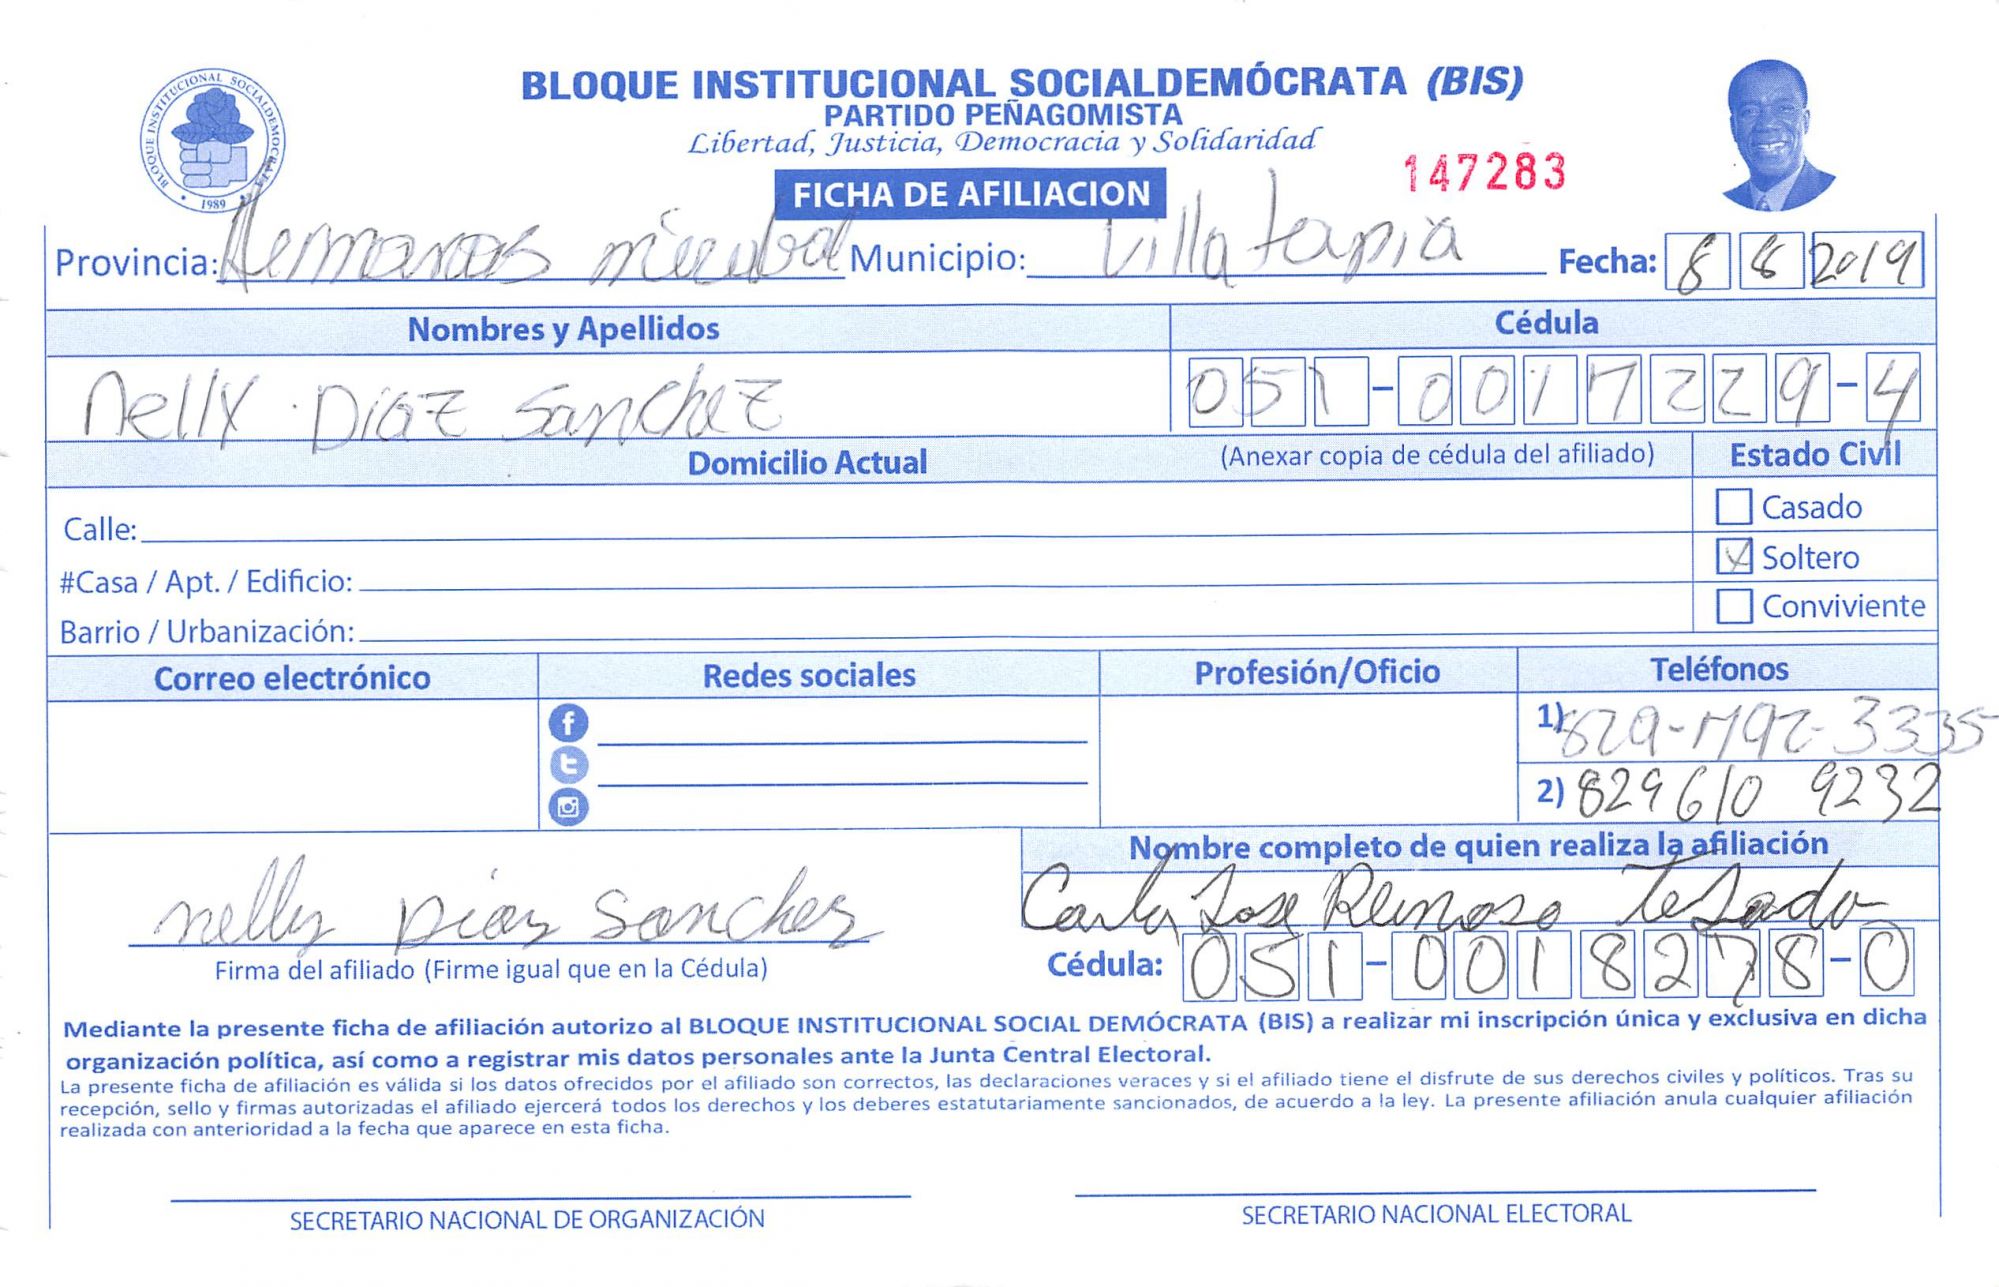 BLOQUE INSTITUCIONAL SOCIALDEMOCRATA
1989
BLOQUE INSTITUCIONAL SOCIALDEMÓCRATA (BIS)
PARTIDO PEÑAGOMISTA
Libertad, Justicia, Democracia y Solidaridad
147283
FICHA DE AFILIACION
Provincia: Hermanas mirabal Municipio: Villa tapia Fecha: 8 8 2019
Nombres y Apellidos Cédula
Nelly Diaz Sanchez 051-0017229-4
Domicilio Actual (Anexar copia de cédula del afiliado) Estado Civil
Calle: Casado
#Casa / Apt. / Edificio: X Soltero
Barrio / Urbanización: Conviviente
Correo electrónico Redes sociales Profesión/Oficio Teléfonos
1) 829-792-3335
2) 829 610 9232
Nombre completo de quien realiza la afiliación
nelly Diaz Sanchez Jose Reinoso
Firma del afiliado (Firme igual que en la Cédula) Cédula: 051-0018278-0
Mediante la presente ficha de afiliación autorizo al BLOQUE INSTITUCIONAL SOCIAL DEMÓCRATA (BIS) a realizar mi inscripción única y exclusiva en dicha
organización política, así como a registrar mis datos personales ante la Junta Central Electoral.
La presente ficha de afiliación es válida si los datos ofrecidos por el afiliado son correctos, las declaraciones veraces y si el afiliado tiene el disfrute de sus derechos civiles y políticos. Tras su
recepción, sello y firmas autorizadas el afiliado ejercerá todos los derechos y los deberes estatutariamente sancionados, de acuerdo a la ley. La presente afiliación anula cualquier afiliación
realizada con anterioridad a la fecha que aparece en esta ficha.
SECRETARIO NACIONAL DE ORGANIZACIÓN SECRETARIO NACIONAL ELECTORAL